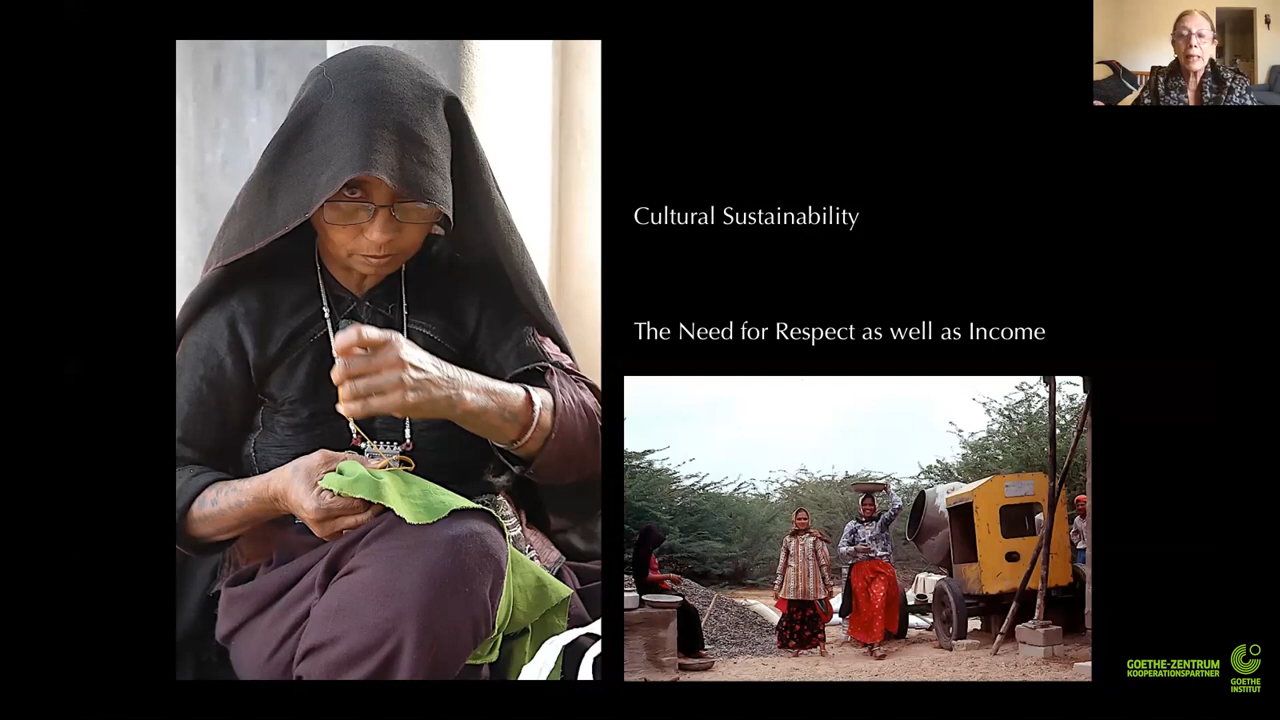 Cultural Sustainability
The Need for Respect as well as Income
GOETHE-ZENTRUM
KOOPERATIONSPARTNER
GOETHE
INSTITUT